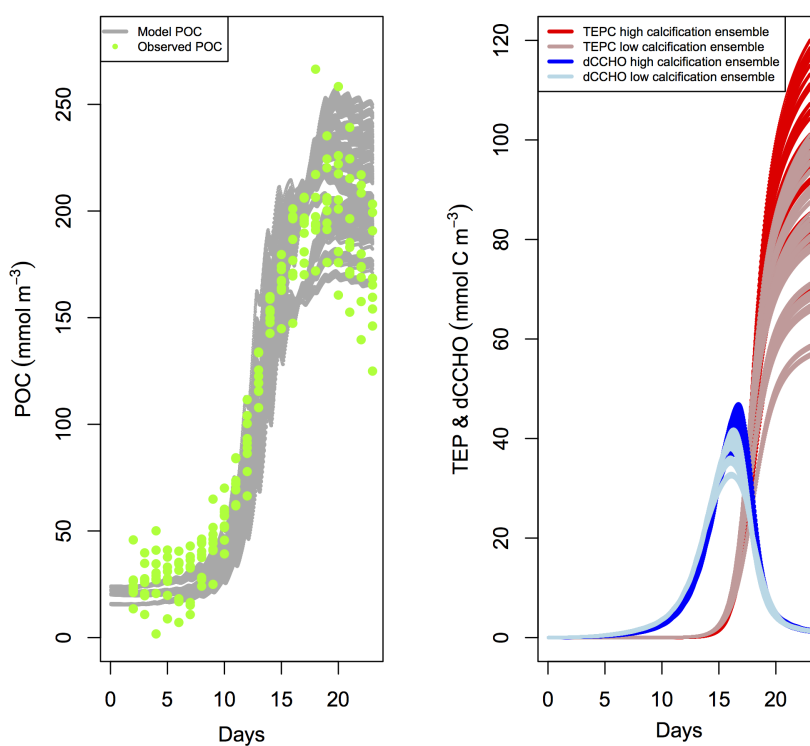 Model POC
Observed POC
POC (mmol m⁻³)
250
200
150
100
50
0
0 5 10 15 20
Days
TEPC high calcification ensemble
TEPC low calcification ensemble
dCCHO high calcification ensemble
dCCHO low calcification ensemble
TEP & dCCHO (mmol C m⁻³)
120
100
80
60
40
20
0
0 5 10 15 20
Days